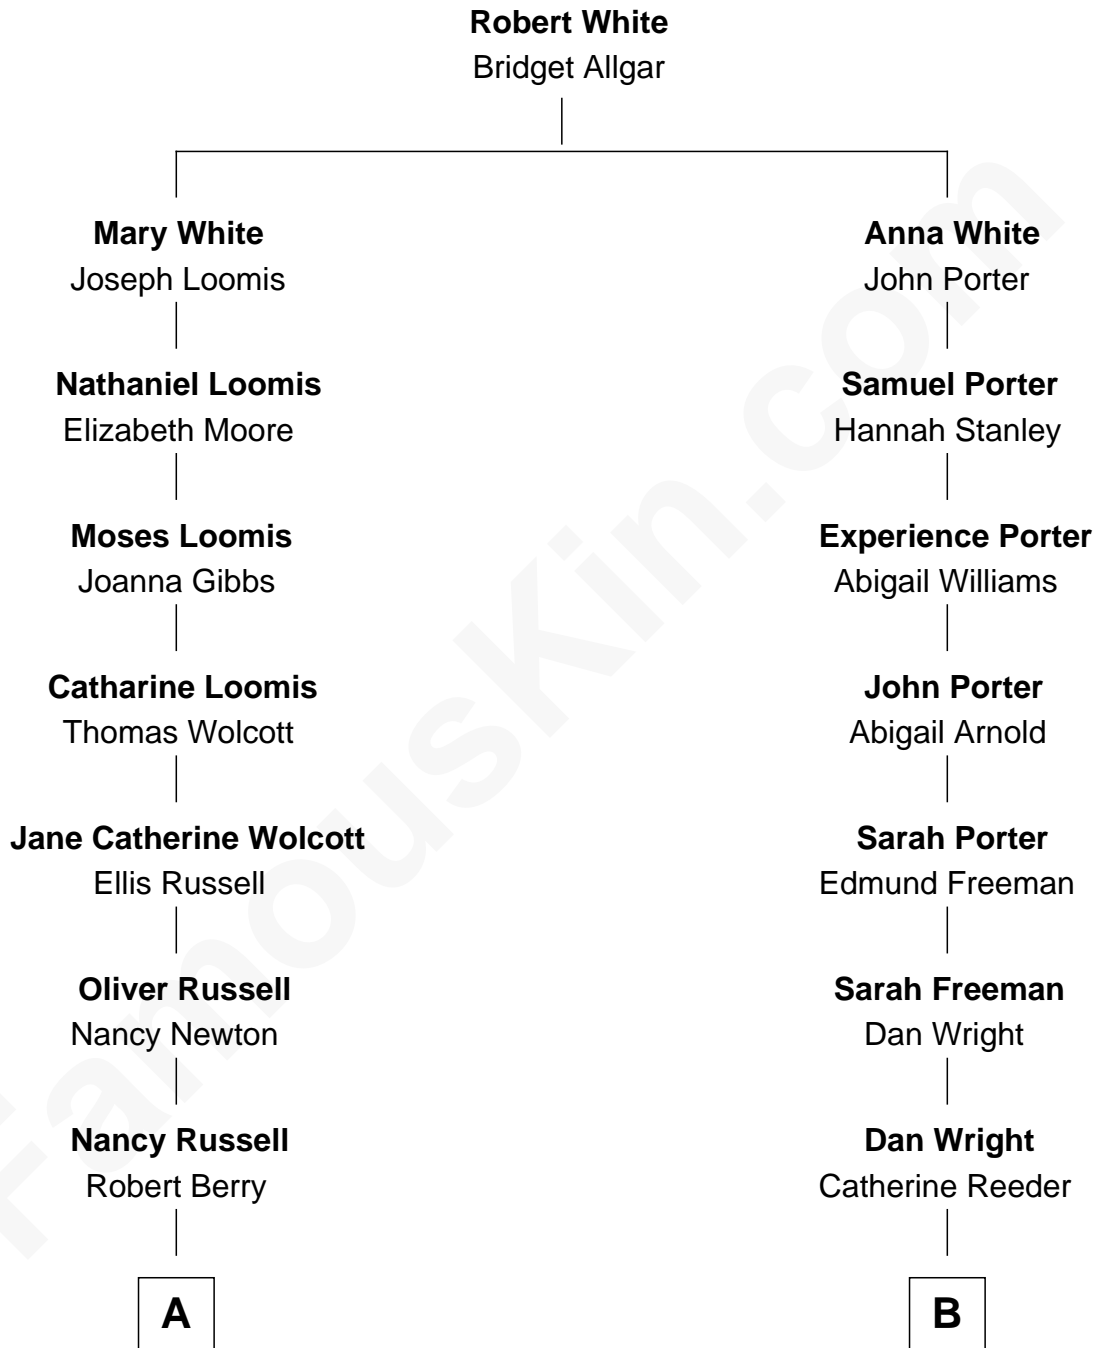 Robert White
Bridget Allgar
Mary White
Joseph Loomis
Nathaniel Loomis
Elizabeth Moore
Moses Loomis
Joanna Gibbs
Catharine Loomis
Thomas Wolcott
Jane Catherine Wolcott
Ellis Russell
Oliver Russell
Nancy Newton
Nancy Russell
Robert Berry
A
Anna White
John Porter
Samuel Porter
Hannah Stanley
Experience Porter
Abigail Williams
John Porter
Abigail Arnold
Sarah Porter
Edmund Freeman
Sarah Freeman
Dan Wright
Dan Wright
Catherine Reeder
B
FamousKin.com